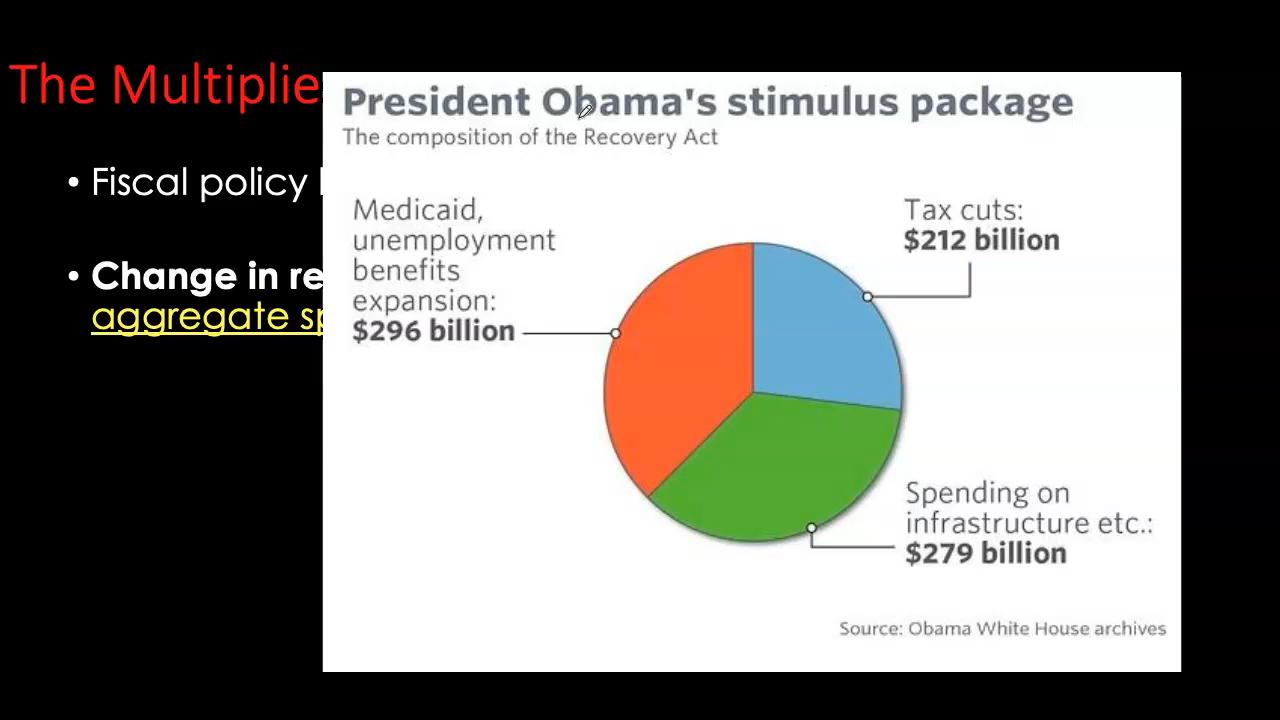 The Multiplie
President Obama's stimulus package
The composition of the Recovery Act
• Fiscal policy
• Change in re
aggregate sp
Medicaid,
unemployment
benefits
expansion:
$296 billion
Tax cuts:
$212 billion
Spending on
infrastructure etc.:
$279 billion
Source: Obama White House archives